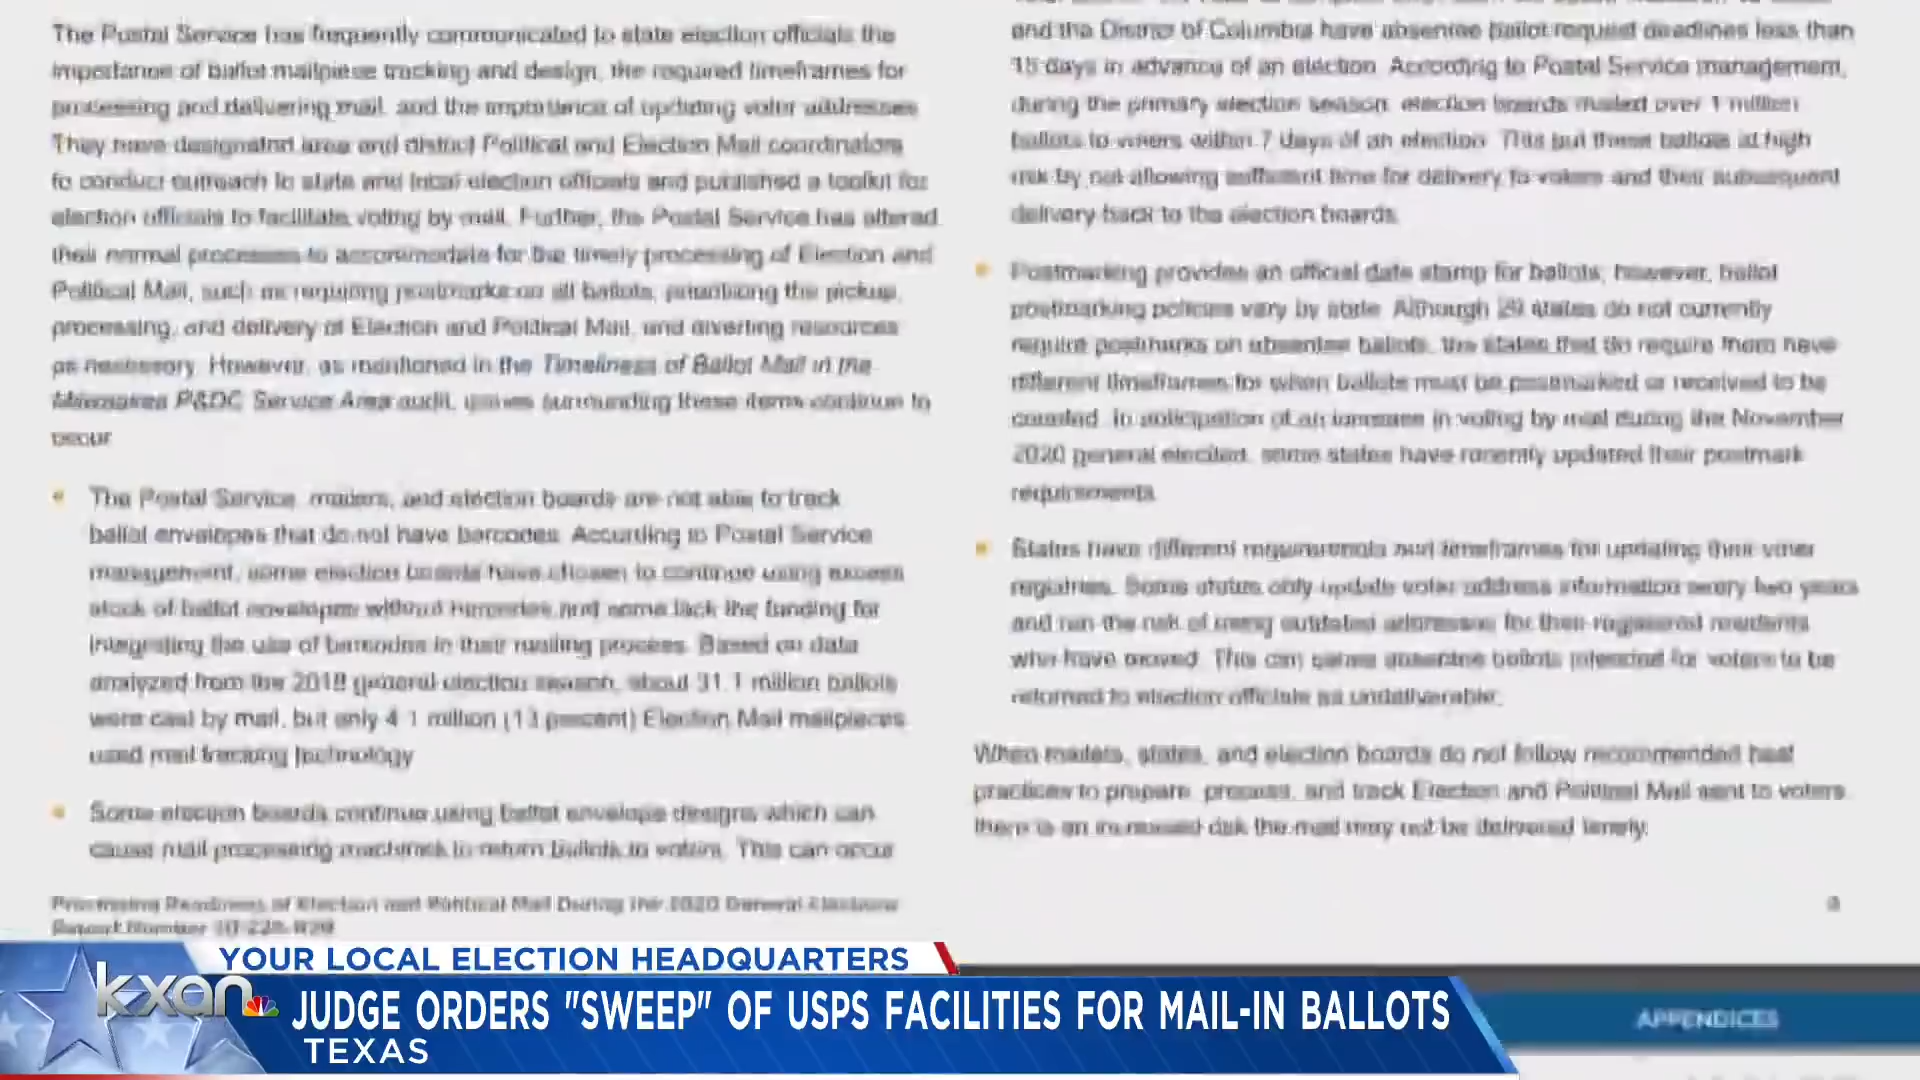 The Postal Service has frequently communicated to state election officials the
importance of ballot mailpiece tracking and design, the required timeframes for
processing and delivering mail, and the importance of updating voter addresses
They have designated area and district Political and Election Mail coordinators
to conduct outreach to state and local election officials and published a toolkit for
election officials to facilitate voting by mail. Further, the Postal Service has altered
their normal processes to accommodate for the timely processing of Election and
Political Mail, such as requiring postmarks on all ballots, prioritizing the pickup,
processing, and delivery of Election and Political Mail, and diverting resources
as necessary. However, as mentioned in the Timeliness of Ballot Mail in the
Milwaukee P&DC Service Area audit, issues surrounding these items continue to
occur
The Postal Service, mailers, and election boards are not able to track
ballot envelopes that do not have barcodes. According to Postal Service
management, some election boards have chosen to continue using excess
stock of ballot envelopes without barcodes and some lack the funding for
integrating the use of barcodes in their mailing process. Based on data
analyzed from the 2018 general election season, about 31.1 million ballots
were cast by mail, but only 4.1 million (13 percent) Election Mail mailpieces
used mail tracking technology
Some election boards continue using ballot envelope designs which can
cause mail processing machines to return ballots to voters. This can occur
Processing Readiness of Election and Political Mail During the 2020 General Elections
Report Number
and the District of Columbia have absentee ballot request deadlines less than
15 days in advance of an election. According to Postal Service management,
during the primary election season, election boards mailed over 1 million
ballots to voters within 7 days of an election. This put these ballots at high
risk by not allowing sufficient time for delivery to voters and their subsequent
delivery back to the election boards.
Postmarking provides an official date stamp for ballots; however, ballot
postmarking policies vary by state. Although 29 states do not currently
require postmarks on absentee ballots, the states that do require them have
different timeframes for when ballots must be postmarked or received to be
counted. In anticipation of an increase in voting by mail during the November
2020 general election, some states have recently updated their postmark
requirements
States have different requirements and timeframes for updating their voter
registries. Some states only update voter address information every two years
and run the risk of using outdated addresses for their registered residents
who have moved. This can cause absentee ballots intended for voters to be
returned to election officials as undeliverable.
When mailers, states, and election boards do not follow recommended best
practices to prepare, process, and track Election and Political Mail sent to voters
there is an increased risk the mail may not be delivered timely.
APPENDICES
YOUR LOCAL ELECTION HEADQUARTERS
kxan
JUDGE ORDERS "SWEEP" OF USPS FACILITIES FOR MAIL-IN BALLOTS
TEXAS